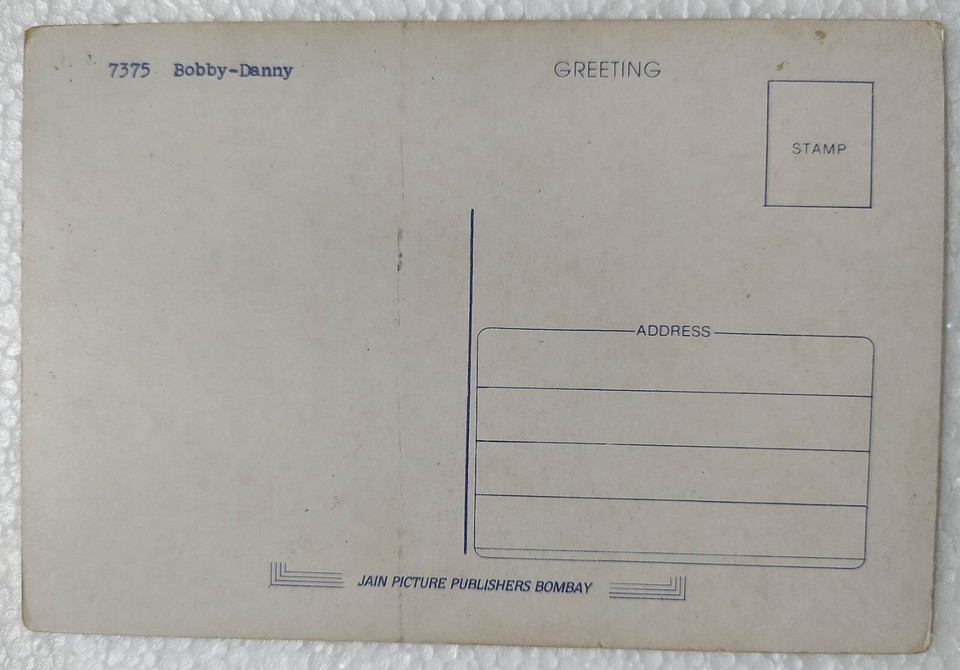 7375 Bobby-Danny
GREETING
STAMP
ADDRESS
JAIN PICTURE PUBLISHERS BOMBAY